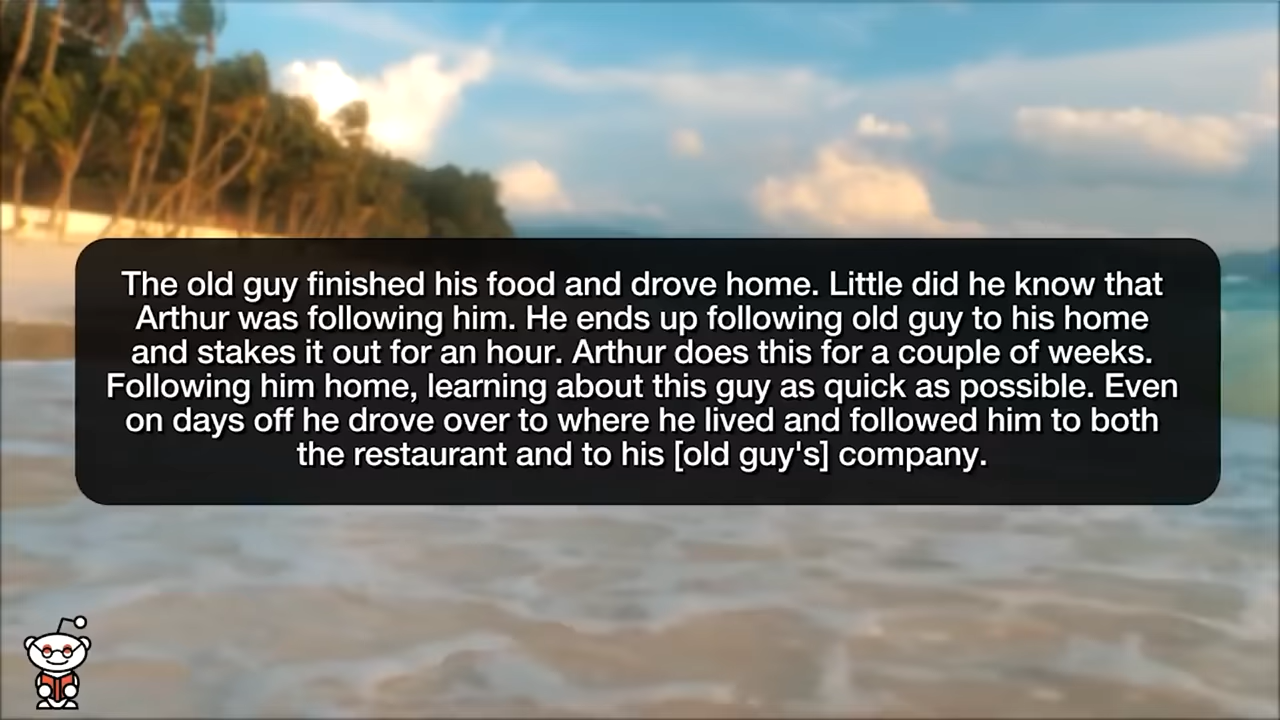 The old guy finished his food and drove home. Little did he know that
Arthur was following him. He ends up following old guy to his home
and stakes it out for an hour. Arthur does this for a couple of weeks.
Following him home, learning about this guy as quick as possible. Even
on days off he drove over to where he lived and followed him to both
the restaurant and to his [old guy's] company.